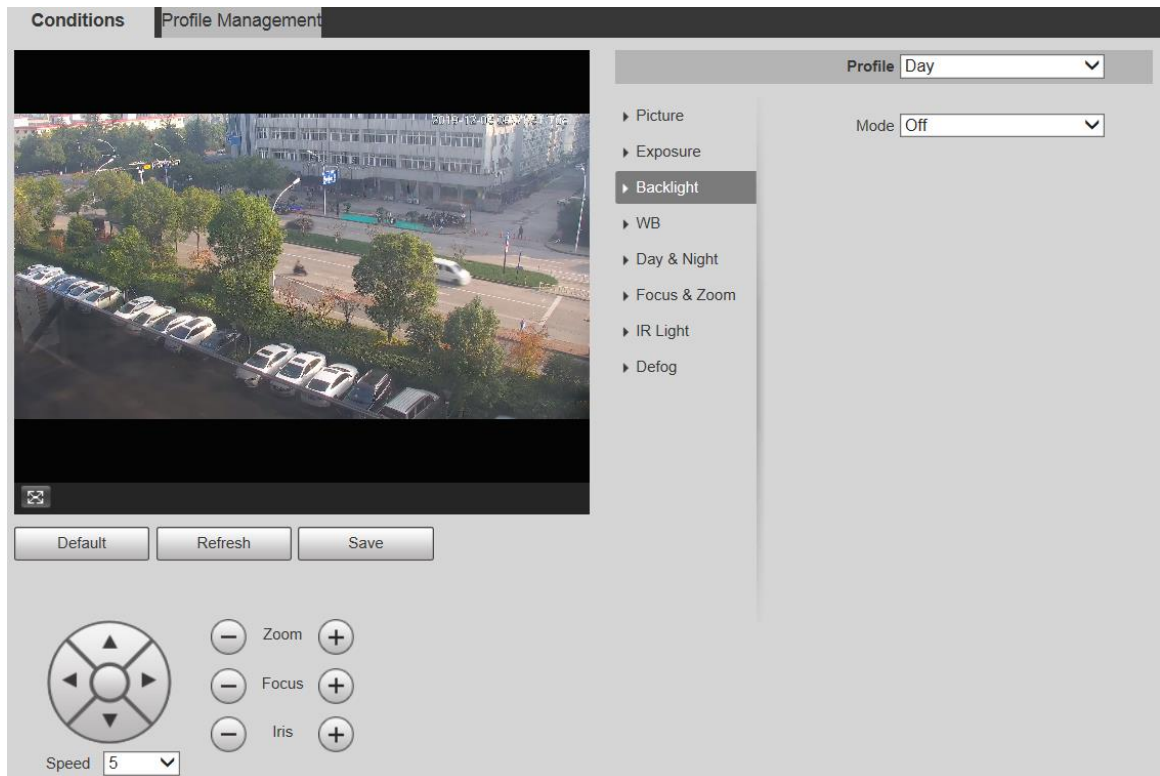 Conditions
Profile Management
Profile Day
Picture
Mode Off
Exposure
Backlight
WB
Day & Night
Focus & Zoom
IR Light
Defog
Default
Refresh
Save
Zoom
Focus
Iris
Speed 5